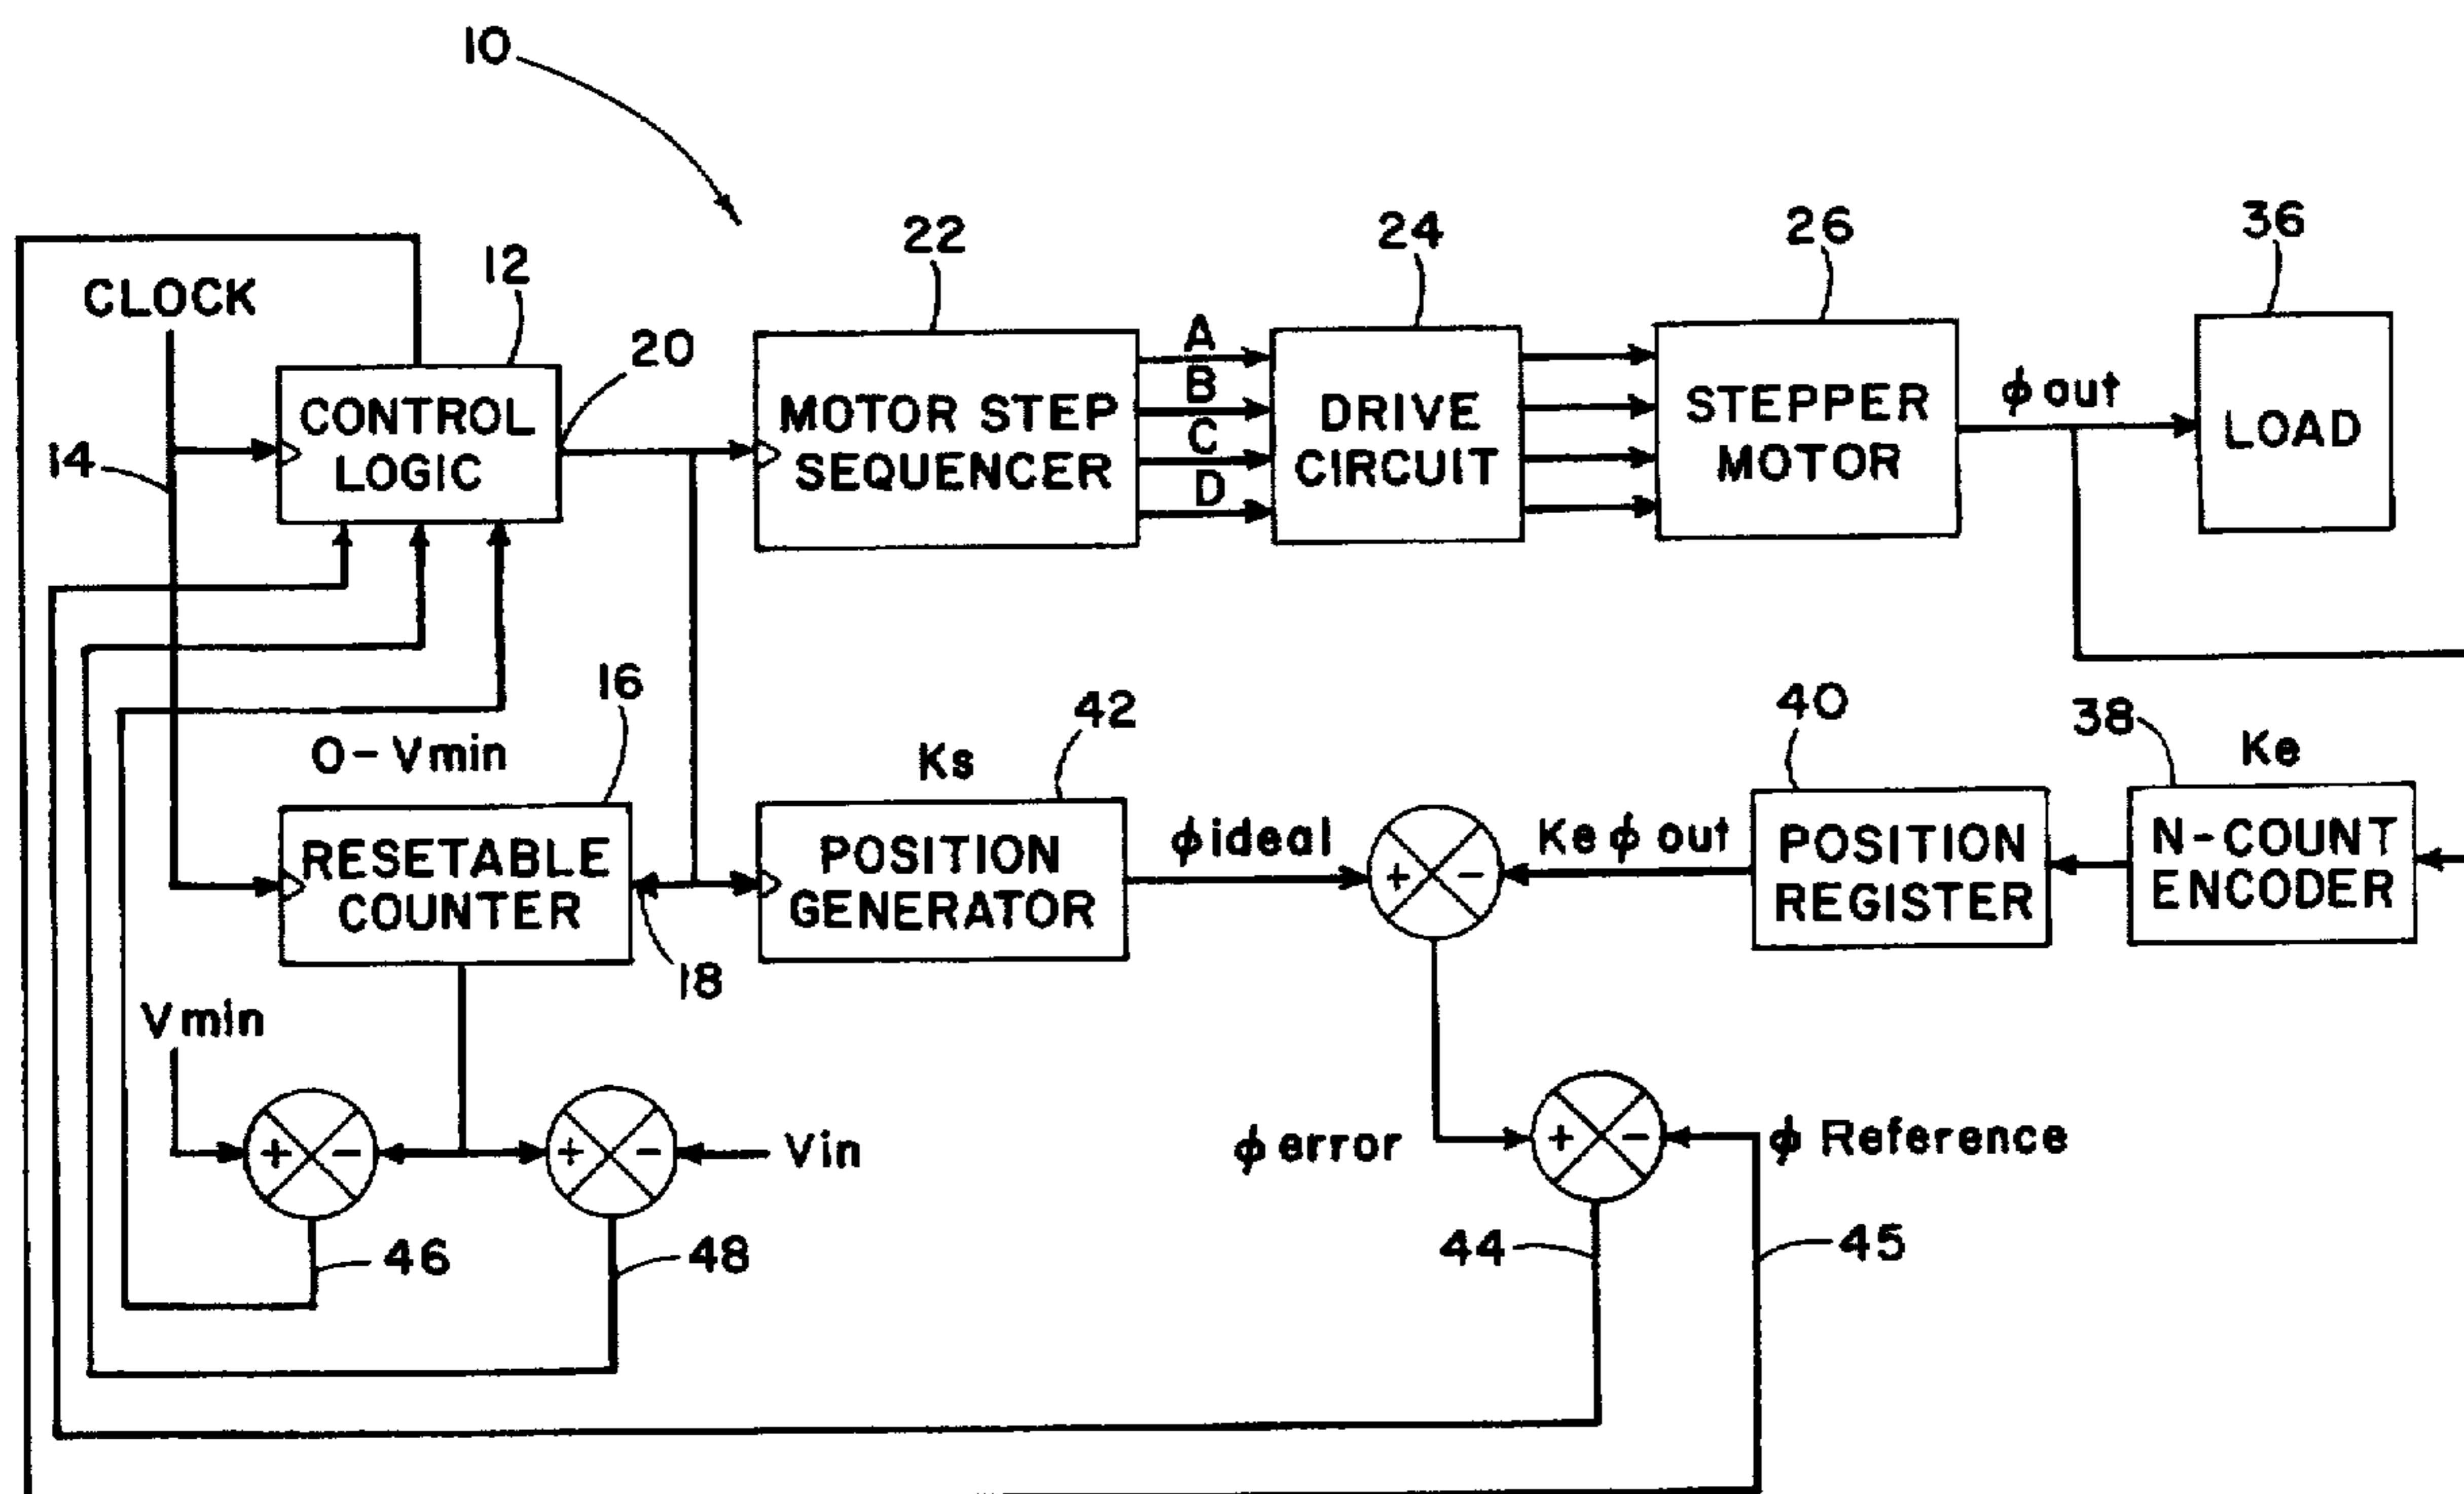 10
CLOCK
12
20
22
24
26
36
14
CONTROL
LOGIC
MOTOR STEP
SEQUENCER
A
B
C
D
DRIVE
CIRCUIT
STEPPER
MOTOR
ϕ out
LOAD
16
O-Vmin
42
Ks
40
38
Ke
RESETABLE
COUNTER
18
POSITION
GENERATOR
ϕ ideal
+
-
Ke ϕ out
POSITION
REGISTER
N-COUNT
ENCODER
Vmin
+
-
+
-
Vin
ϕ error
+
-
ϕ Reference
46
48
44
45